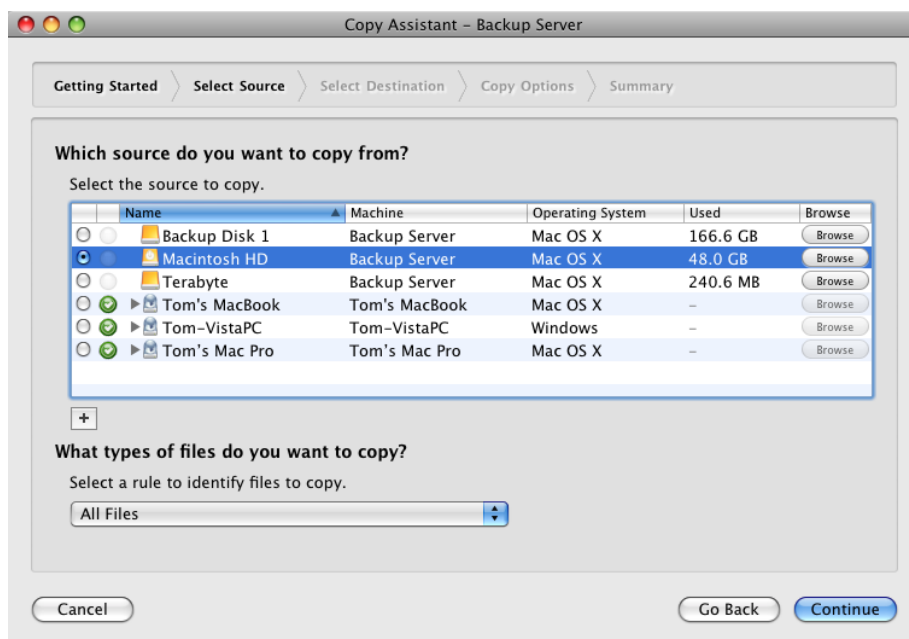 Copy Assistant – Backup Server
Getting Started Select Source Select Destination Copy Options Summary
Which source do you want to copy from?
Select the source to copy.
Name Machine Operating System Used Browse
Backup Disk 1 Backup Server Mac OS X 166.6 GB Browse
Macintosh HD Backup Server Mac OS X 48.0 GB Browse
Terabyte Backup Server Mac OS X 240.6 MB Browse
Tom's MacBook Tom's MacBook Mac OS X – Browse
Tom-VistaPC Tom-VistaPC Windows – Browse
Tom's Mac Pro Tom's Mac Pro Mac OS X – Browse
+
What types of files do you want to copy?
Select a rule to identify files to copy.
All Files
Cancel Go Back Continue